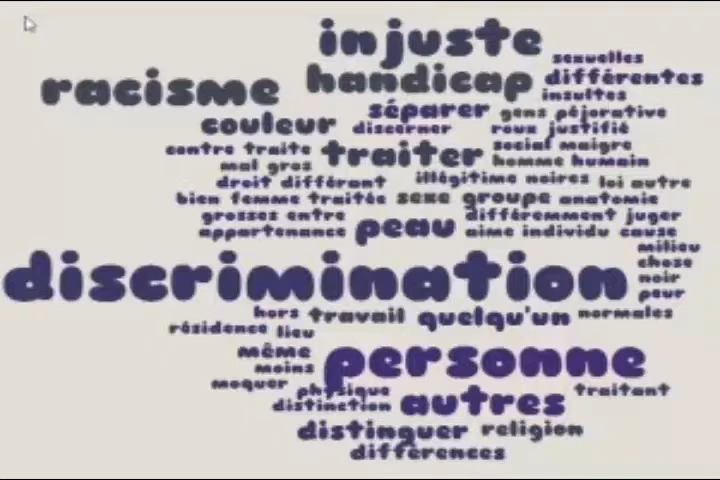 injuste
sexuelles
racisme handicap différentes
insultes
séparer gens péjorative
couleur discerner roux justifié
contre traite traiter social maigre
mal gros homme humain
droit différant illégitime noires loi autre
bien femme traitée sexe groupe anatomie
grosses entre différemment juger
appartenance peau aime individu cause
milieu
discrimination chose
noir
peur
hors travail quelqu'un normales
résidence lieu
même personne
moins
moquer physique traitant
distinction autres
distinguer religion
différences